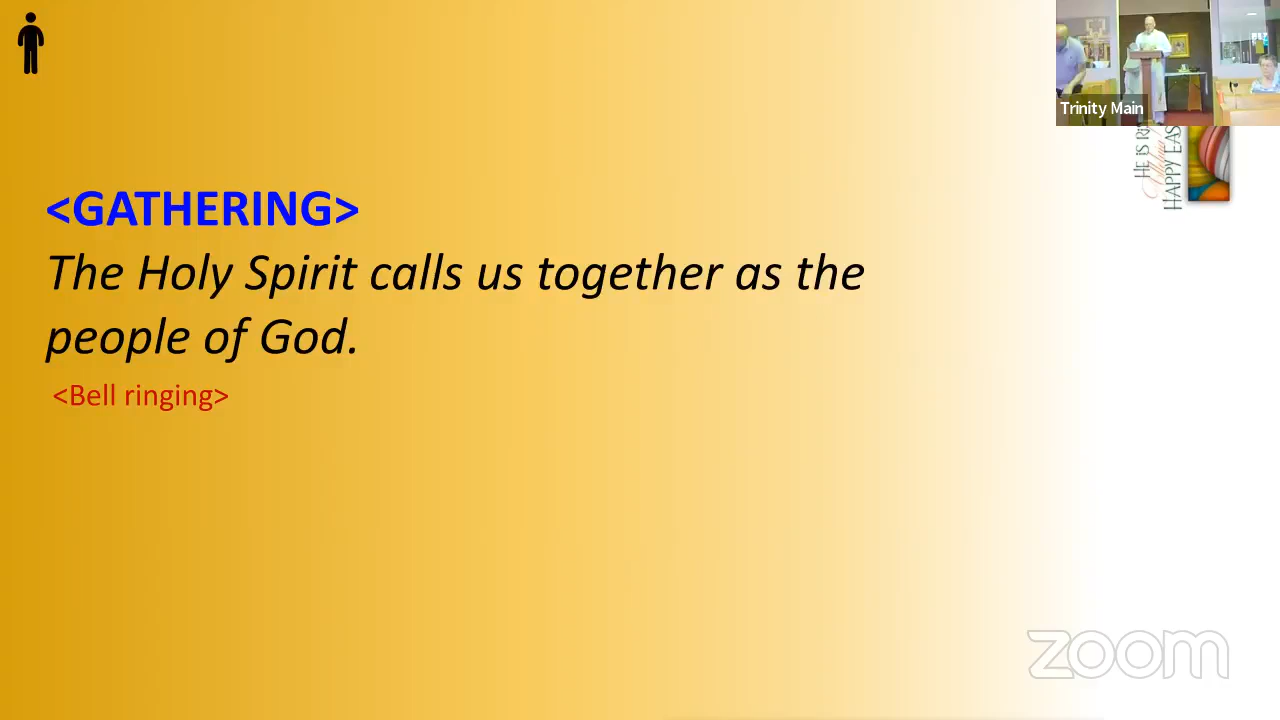 Trinity Main
<GATHERING>
The Holy Spirit calls us together as the
people of God.
<Bell ringing>
HAPPY EAS
zoom